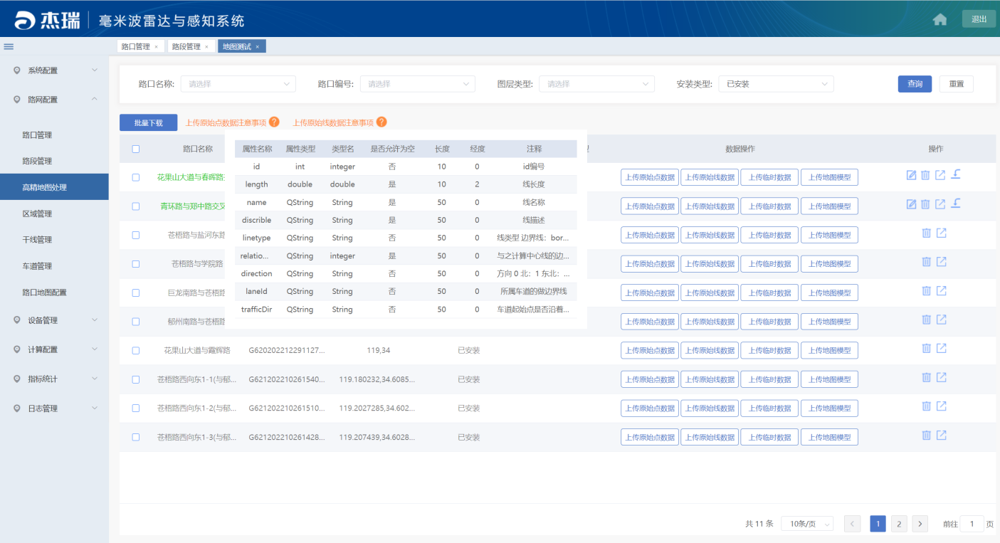 杰瑞 毫米波雷达与感知系统 退出
路口管理 × 路段管理 × 地图测试 ×
系统配置
路网配置
路口管理
路段管理
高精地图处理
区域管理
干线管理
车道管理
路口地图配置
设备管理
计算配置
指标统计
日志管理
路口名称: 请选择 路口编号: 请选择 图层类型: 请选择 安装类型: 已安装 查询 重置
批量下载 上传原始点数据注意事项 ? 上传原始线数据注意事项 ?
路口名称 数据操作 操作
属性名称 属性类型 类型名 是否允许为空 长度 经度 注释
id int integer 否 10 0 id编号
length double double 是 10 2 线长度
name QString String 是 50 0 线名称
discrible QString String 是 50 0 线描述
linetype QString String 否 50 0 线类型 边界线：bor...
relatio... QString integer 是 50 0 与之计算中心线的边...
direction QString String 否 50 0 方向 0 北：1 东北：...
laneId QString String 否 50 0 所属车道的做边界线
trafficDir QString String 否 50 0 车道起始点是否沿着...
花果山大道与春晖路 上传原始点数据 上传原始线数据 上传临时数据 上传地图模型
青环路与郑中路交叉 上传原始点数据 上传原始线数据 上传临时数据 上传地图模型
苍梧路与盐河东路 上传原始点数据 上传原始线数据 上传临时数据 上传地图模型
苍梧路与学院路 上传原始点数据 上传原始线数据 上传临时数据 上传地图模型
巨龙南路与苍梧路 上传原始点数据 上传原始线数据 上传临时数据 上传地图模型
郁州南路与苍梧路 上传原始点数据 上传原始线数据 上传临时数据 上传地图模型
花果山大道与霞辉路 G620202212291127... 119,34 已安装 上传原始点数据 上传原始线数据 上传临时数据 上传地图模型
苍梧路西向东1-1(与郁... G621202210261540... 119.180232,34.6085... 已安装 上传原始点数据 上传原始线数据 上传临时数据 上传地图模型
苍梧路西向东1-2(与郁... G621202210261510... 119.2027285,34.602... 已安装 上传原始点数据 上传原始线数据 上传临时数据 上传地图模型
苍梧路西向东1-3(与郁... G621202210261428... 119.207439,34.6028... 已安装 上传原始点数据 上传原始线数据 上传临时数据 上传地图模型
共 11 条 10条/页 < 1 2 > 前往 1 页